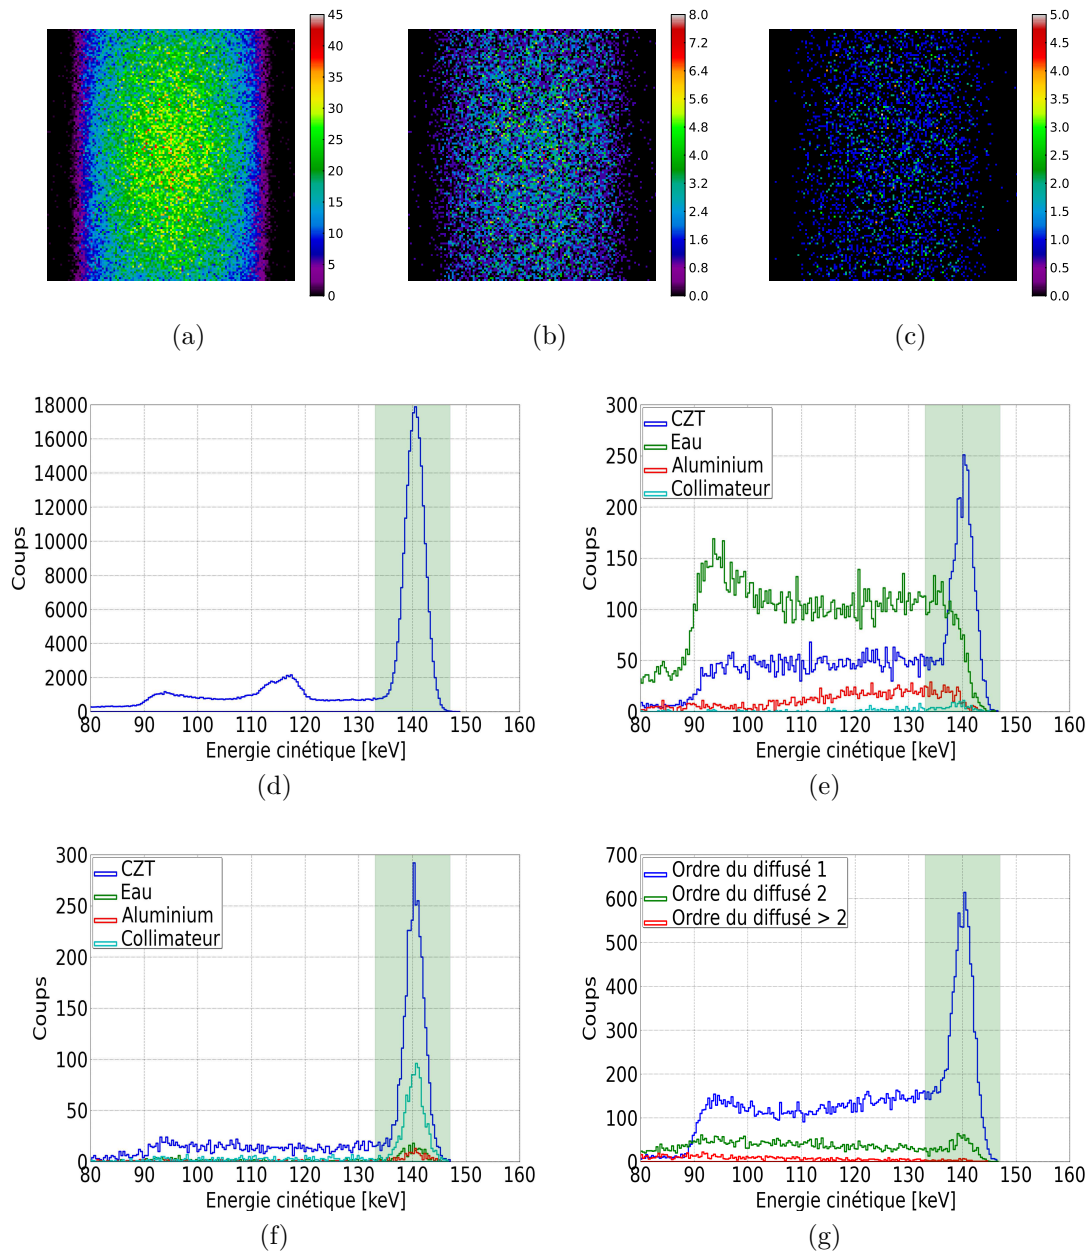 45
40
35
30
25
20
15
10
5
0
8.0
7.2
6.4
5.6
4.8
4.0
3.2
2.4
1.6
0.8
0.0
5.0
4.5
4.0
3.5
3.0
2.5
2.0
1.5
1.0
0.5
0.0
(a) (b) (c)
18000
16000
14000
12000
10000
8000
6000
4000
2000
0
Coups
80 90 100 110 120 130 140 150 160
Energie cinétique [keV]
(d)
300
250
200
150
100
50
0
Coups
CZT
Eau
Aluminium
Collimateur
80 90 100 110 120 130 140 150 160
Energie cinétique [keV]
(e)
300
250
200
150
100
50
0
Coups
CZT
Eau
Aluminium
Collimateur
80 90 100 110 120 130 140 150 160
Energie cinétique [keV]
(f)
700
600
500
400
300
200
100
0
Coups
Ordre du diffusé 1
Ordre du diffusé 2
Ordre du diffusé > 2
80 90 100 110 120 130 140 150 160
Energie cinétique [keV]
(g)